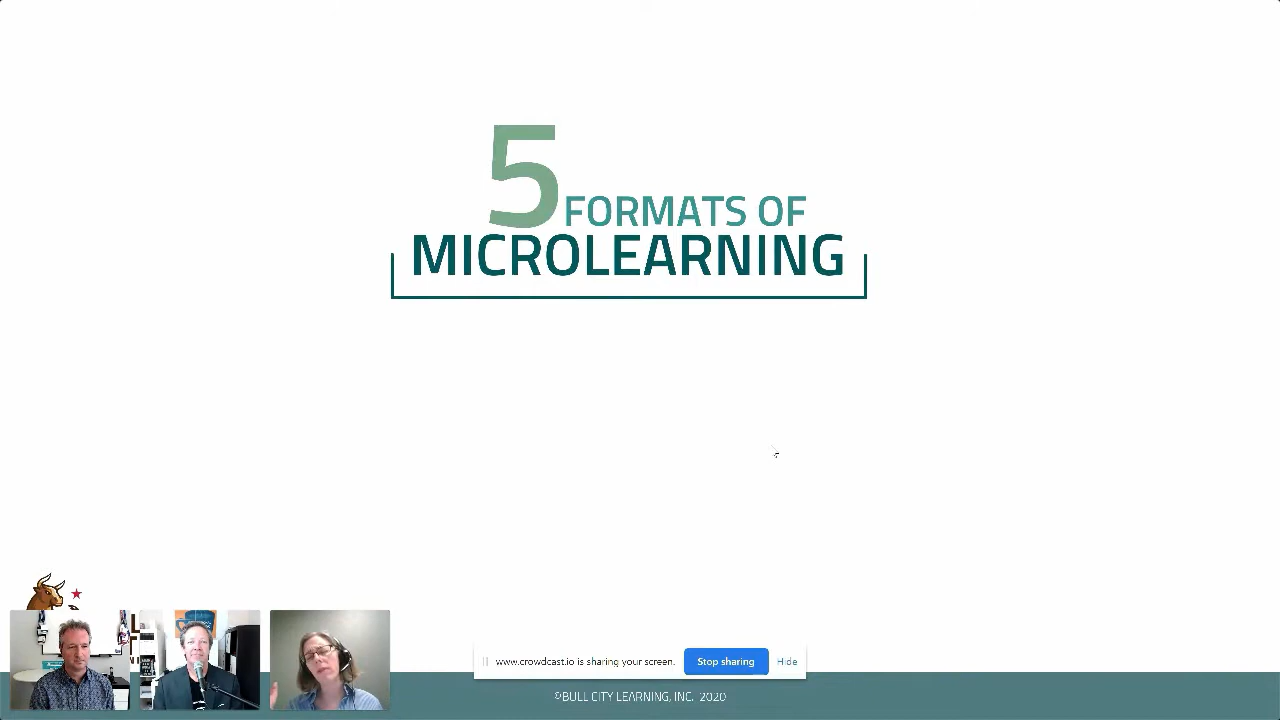 5 FORMATS OF
MICROLEARNING
www.crowdcast.io is sharing your screen.
Stop sharing
Hide
©BULL CITY LEARNING, INC. 2020